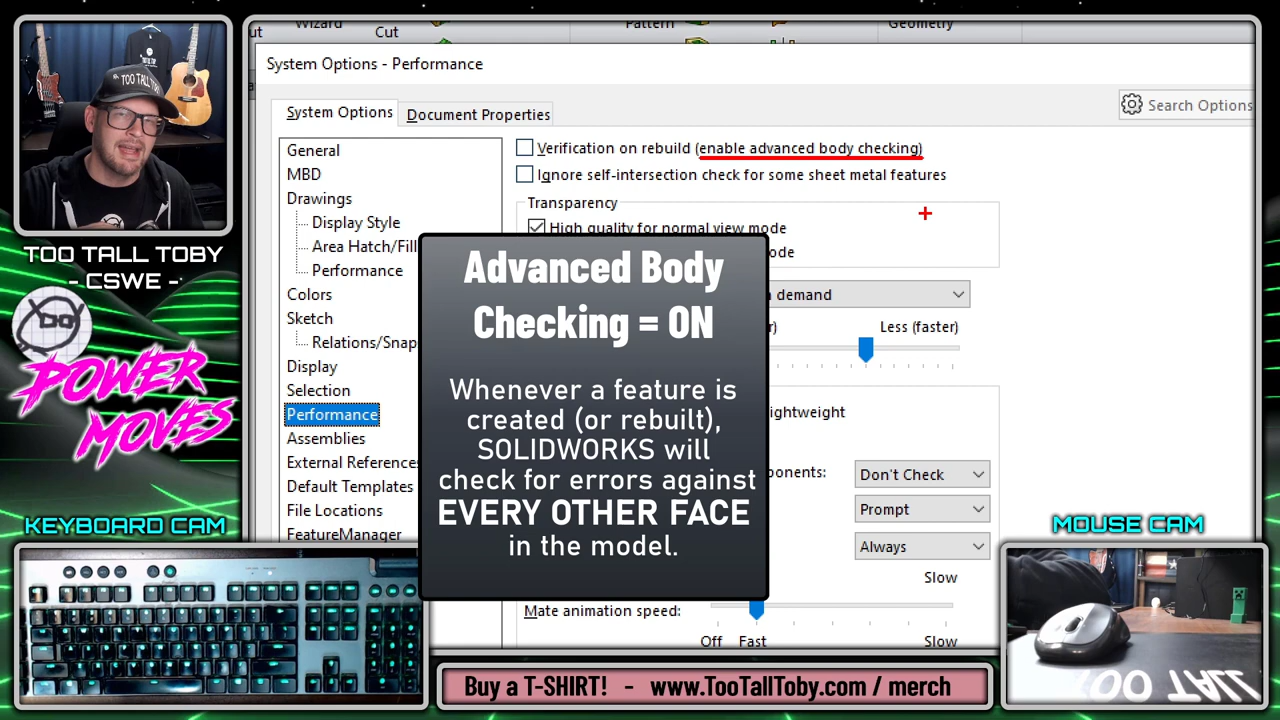 Wizard
Cut
Pattern
Geometry
System Options - Performance
System Options
Document Properties
Search Options
General
MBD
Drawings
Display Style
Area Hatch/Fill
Performance
Colors
Sketch
Relations/Snap
Display
Selection
Performance
Assemblies
External References
Default Templates
File Locations
FeatureManager
Verification on rebuild (enable advanced body checking)
Ignore self-intersection check for some sheet metal features
Transparency
High quality for normal view mode
ode
demand
Less (faster)
ightweight
ponents:
Don't Check
Prompt
Always
Slow
Mate animation speed:
Off
Fast
Slow
Advanced Body
Checking = ON
Whenever a feature is
created (or rebuilt),
SOLIDWORKS will
check for errors against
EVERY OTHER FACE
in the model.
TOO TALL TOBY
TOO TALL TOBY
- CSWE -
POWER
MOVES
KEYBOARD CAM
MOUSE CAM
TOO TALL
Buy a T-SHIRT! - www.TooTallToby.com / merch